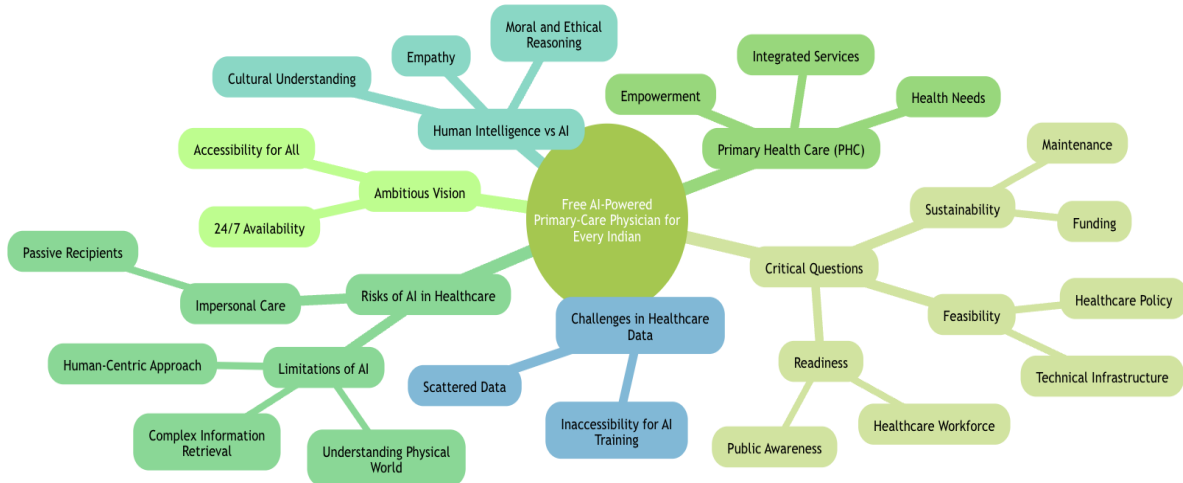 Moral and Ethical
Reasoning
Empathy
Cultural Understanding
Human Intelligence vs AI
Integrated Services
Empowerment
Health Needs
Primary Health Care (PHC)
Accessibility for All
Ambitious Vision
24/7 Availability
Free AI-Powered
Primary-Care Physician for
Every Indian
Maintenance
Sustainability
Funding
Critical Questions
Passive Recipients
Impersonal Care
Risks of AI in Healthcare
Healthcare Policy
Feasibility
Technical Infrastructure
Challenges in Healthcare
Data
Scattered Data
Inaccessibility for AI
Training
Readiness
Public Awareness
Healthcare Workforce
Human-Centric Approach
Limitations of AI
Complex Information
Retrieval
Understanding Physical
World